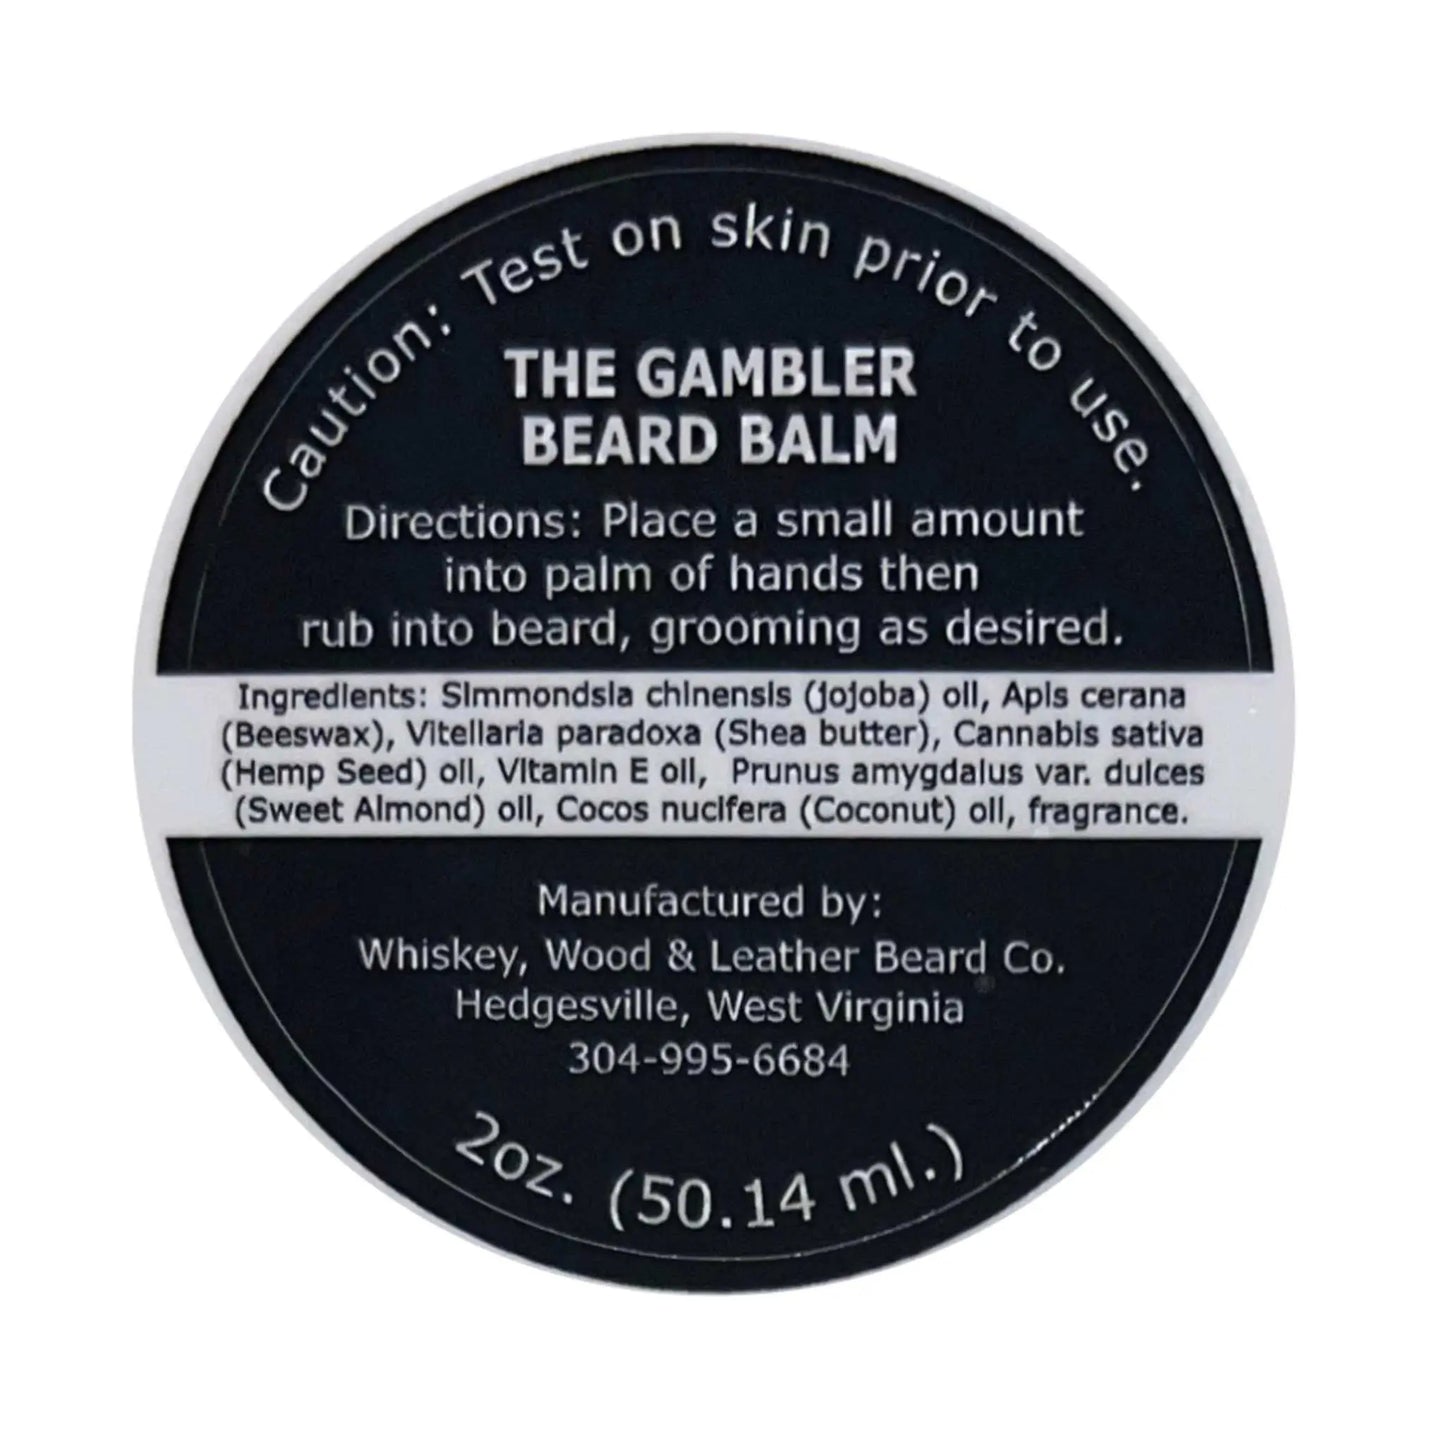 Caution: Test on skin prior to use.
THE GAMBLER
BEARD BALM
Directions: Place a small amount
into palm of hands then
rub into beard, grooming as desired.
Ingredients: Simmondsia chinensis (jojoba) oil, Apis cerana
(Beeswax), Vitellaria paradoxa (Shea butter), Cannabis sativa
(Hemp Seed) oil, Vitamin E oil, Prunus amygdalus var. dulces
(Sweet Almond) oil, Cocos nucifera (Coconut) oil, fragrance.
Manufactured by:
Whiskey, Wood & Leather Beard Co.
Hedgesville, West Virginia
304-995-6684
2oz. (50.14 ml.)